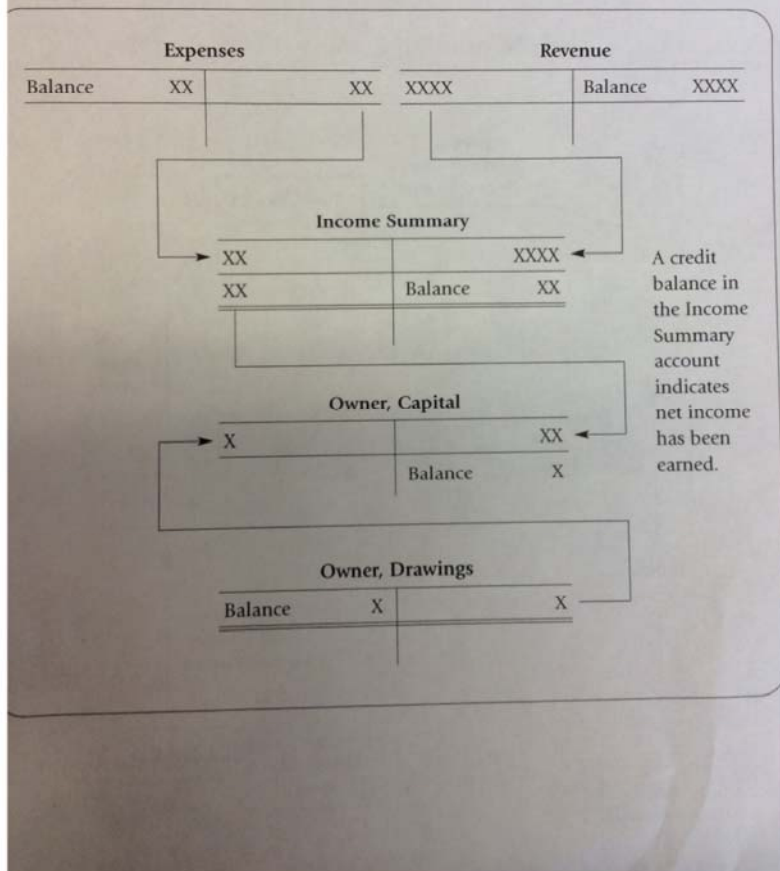 Expenses Revenue
Balance XX XX XXXX Balance XXXX
Income Summary
XX XXXX
XX Balance XX
A credit
balance in
the Income
Summary
account
indicates
net income
has been
earned.
Owner, Capital
X XX
Balance X
Owner, Drawings
Balance X X